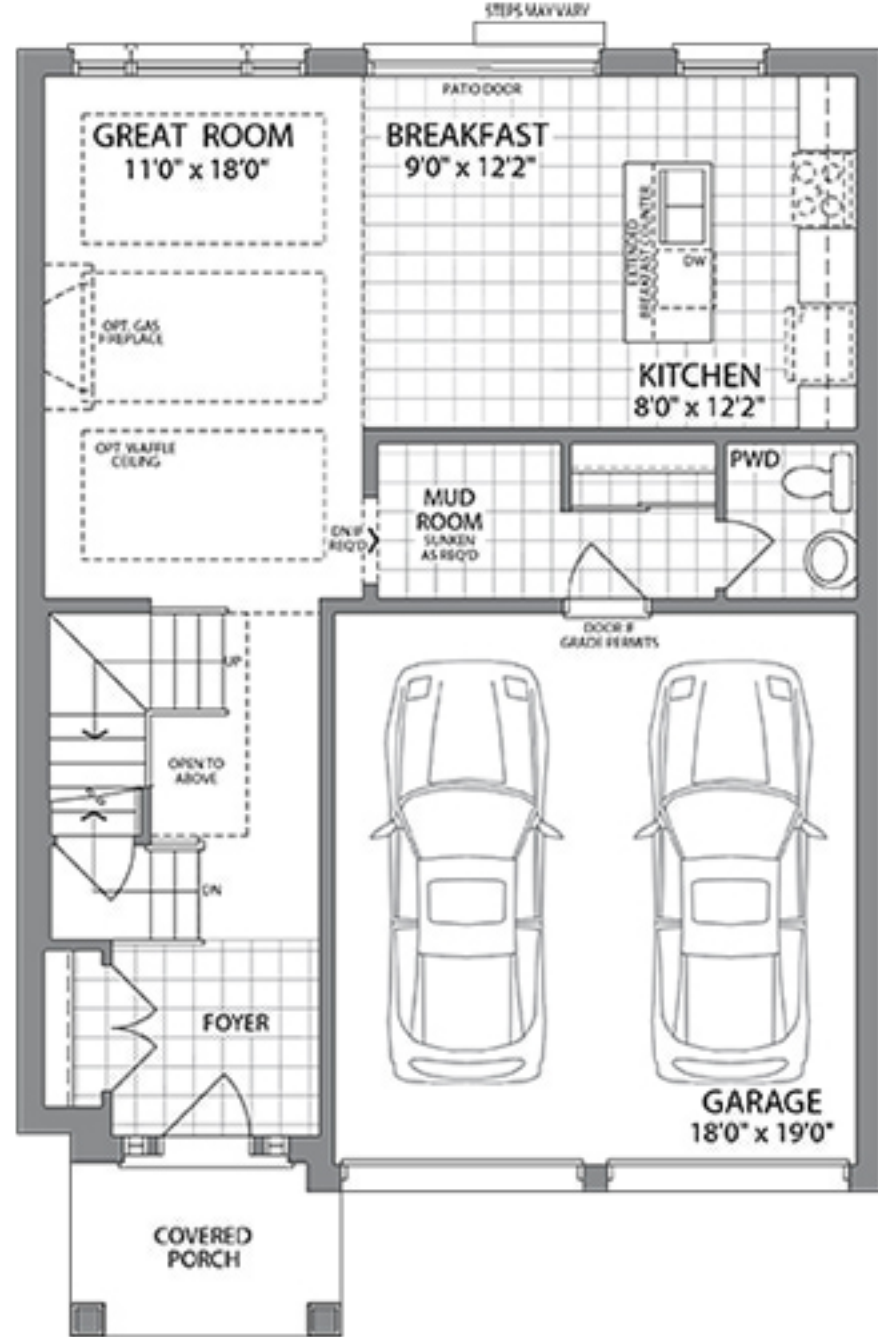 STEPS MAY VARY
PATIO DOOR
GREAT ROOM
11'0" x 18'0"
BREAKFAST
9'0" x 12'2"
EXTENDED
BREAKFAST COUNTER
DW
OPT. GAS
FIREPLACE
KITCHEN
8'0" x 12'2"
OPT. WAFFLE
CEILING
PWD
MUD
ROOM
SUNKEN
AS REQ'D
DN IF
REQ'D
DOOR IF
GRADE PERMITS
UP
OPEN TO
ABOVE
DN
FOYER
GARAGE
18'0" x 19'0"
COVERED
PORCH